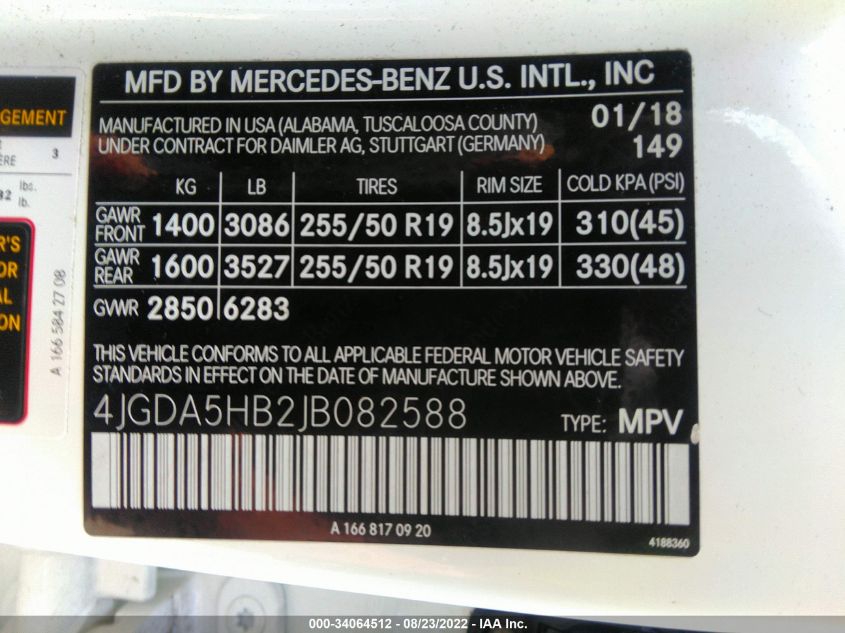 MFD BY MERCEDES-BENZ U.S. INTL., INC
MANUFACTURED IN USA (ALABAMA, TUSCALOOSA COUNTY) 01/18
UNDER CONTRACT FOR DAIMLER AG, STUTTGART (GERMANY) 149
KG LB TIRES RIM SIZE COLD KPA (PSI)
GAWR FRONT 1400 3086 255/50 R19 8.5Jx19 310(45)
GAWR REAR 1600 3527 255/50 R19 8.5Jx19 330(48)
GVWR 2850 6283
THIS VEHICLE CONFORMS TO ALL APPLICABLE FEDERAL MOTOR VEHICLE SAFETY
STANDARDS IN EFFECT ON THE DATE OF MANUFACTURE SHOWN ABOVE.
4JGDA5HB2JB082588 TYPE: MPV
A 166 817 09 20
4188360
GEMENT
ERE 3
lbs.
lb.
R'S
OR
AL
ON
A 166 584 27 08
000-34064512 - 08/23/2022 - IAA Inc.